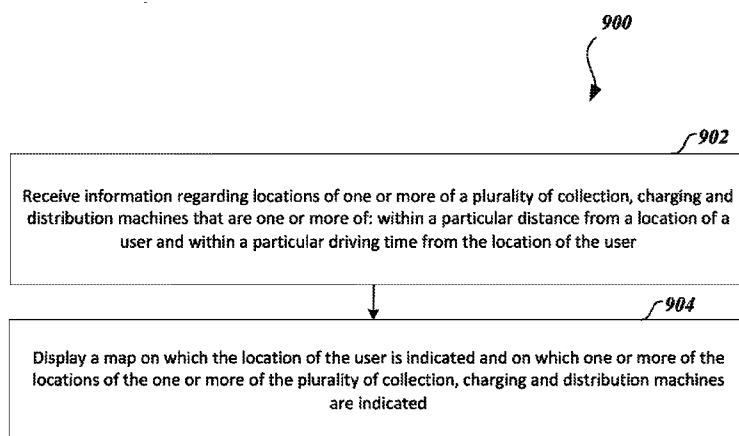 900
902
Receive information regarding locations of one or more of a plurality of collection, charging and
distribution machines that are one or more of: within a particular distance from a location of a
user and within a particular driving time from the location of the user
904
Display a map on which the location of the user is indicated and on which one or more of the
locations of the one or more of the plurality of collection, charging and distribution machines
are indicated